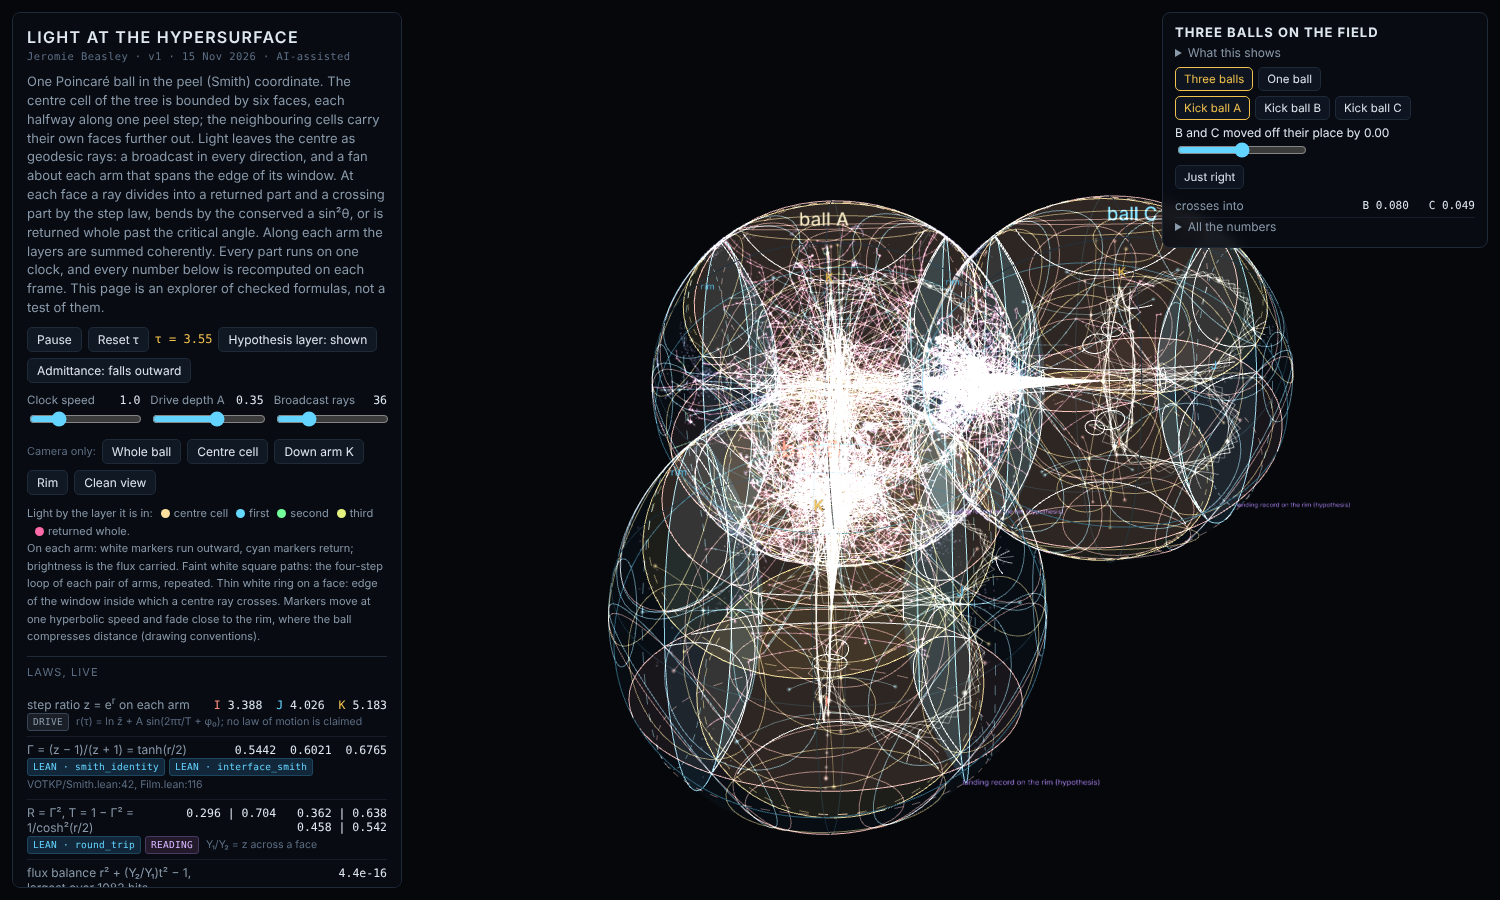 LIGHT AT THE HYPERSURFACE
Jeromie Beasley · v1 · 15 Nov 2026 · AI-assisted
One Poincaré ball in the peel (Smith) coordinate. The
centre cell of the tree is bounded by six faces, each
halfway along one peel step; the neighbouring cells carry
their own faces further out. Light leaves the centre as
geodesic rays: a broadcast in every direction, and a fan
about each arm that spans the edge of its window. At
each face a ray divides into a returned part and a crossing
part by the step law, bends by the conserved a sin²θ, or is
returned whole past the critical angle. Along each arm the
layers are summed coherently. Every part runs on one
clock, and every number below is recomputed on each
frame. This page is an explorer of checked formulas, not a
test of them.
Pause Reset τ τ = 3.55 Hypothesis layer: shown
Admittance: falls outward
Clock speed 1.0 Drive depth A 0.35 Broadcast rays 36
Camera only: Whole ball Centre cell Down arm K
Rim Clean view
Light by the layer it is in: centre cell first second third
returned whole.
On each arm: white markers run outward, cyan markers return;
brightness is the flux carried. Faint white square paths: the four-step
loop of each pair of arms, repeated. Thin white ring on a face: edge
of the window inside which a centre ray crosses. Markers move at
one hyperbolic speed and fade close to the rim, where the ball
compresses distance (drawing conventions).
LAWS, LIVE
step ratio z = eʳ on each arm I 3.388 J 4.026 K 5.183
DRIVE r(τ) = ln z̄ + A sin(2πτ/T + φ₀); no law of motion is claimed
Γ = (z − 1)/(z + 1) = tanh(r/2) 0.5442 0.6021 0.6765
LEAN · smith_identity LEAN · interface_smith
VOTKP/Smith.lean:42, Film.lean:116
R = Γ², T = 1 − Γ² = 0.296 | 0.704 0.362 | 0.638
1/cosh²(r/2) 0.458 | 0.542
LEAN · round_trip READING Y₁/Y₂ = z across a face
flux balance r² + (Y₂/Y₁)t² − 1, 4.4e-16
THREE BALLS ON THE FIELD
▶ What this shows
Three balls One ball
Kick ball A Kick ball B Kick ball C
B and C moved off their place by 0.00
Just right
crosses into B 0.080 C 0.049
▶ All the numbers
ball A
ball C
K
K
K
rim
rim
landing record on the rim (hypothesis)
landing record on the rim (hypothesis)